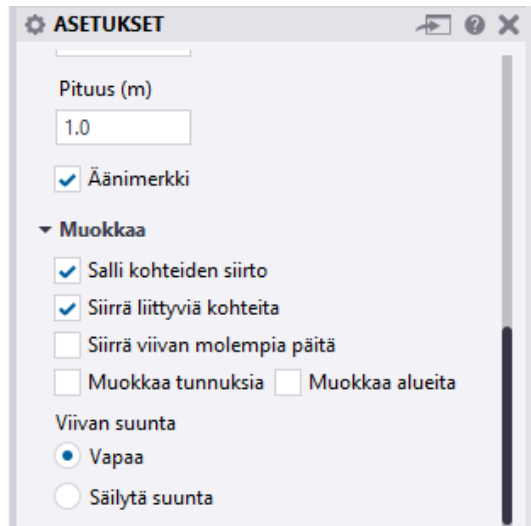 ASETUKSET
Pituus (m)
1.0
Äänimerkki
Muokkaa
Salli kohteiden siirto
Siirrä liittyviä kohteita
Siirrä viivan molempia päitä
Muokkaa tunnuksia Muokkaa alueita
Viivan suunta
Vapaa
Säilytä suunta